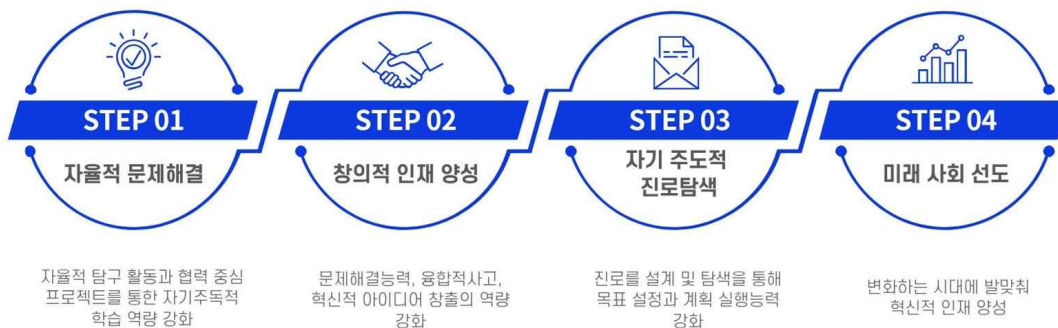 STEP 01
자율적 문제해결
자율적 탐구 활동과 협력 중심
프로젝트를 통한 자기주독적
학습 역량 강화
STEP 02
창의적 인재 양성
문제해결능력, 융합적사고,
혁신적 아이디어 창출의 역량
강화
STEP 03
자기 주도적
진로탐색
진로를 설계 및 탐색을 통해
목표 설정과 계획 실행능력
강화
STEP 04
미래 사회 선도
변화하는 시대에 발맞춰
혁신적 인재 양성